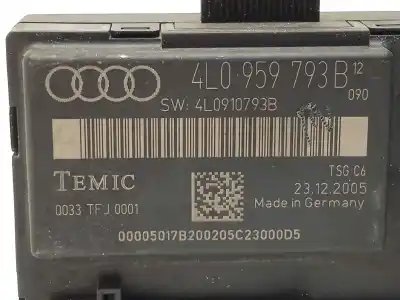 4L0 959 793B 12
090
SW: 4L0910793B
TEMIC
TSG C6
23.12.2005
0033 TFJ 0001
Made in Germany
00005017B200205C23000D5